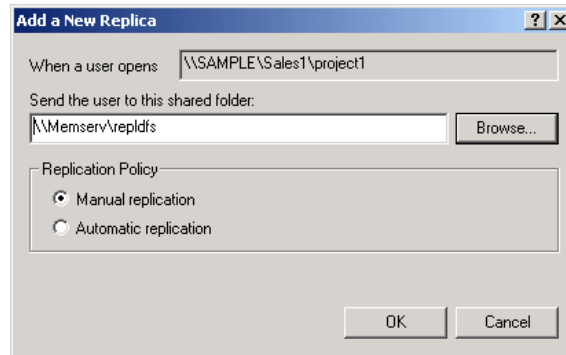 Add a New Replica
When a user opens \\SAMPLE\Sales1\project1
Send the user to this shared folder:
\\Memserv\repldfs Browse...
Replication Policy
Manual replication
Automatic replication
OK Cancel